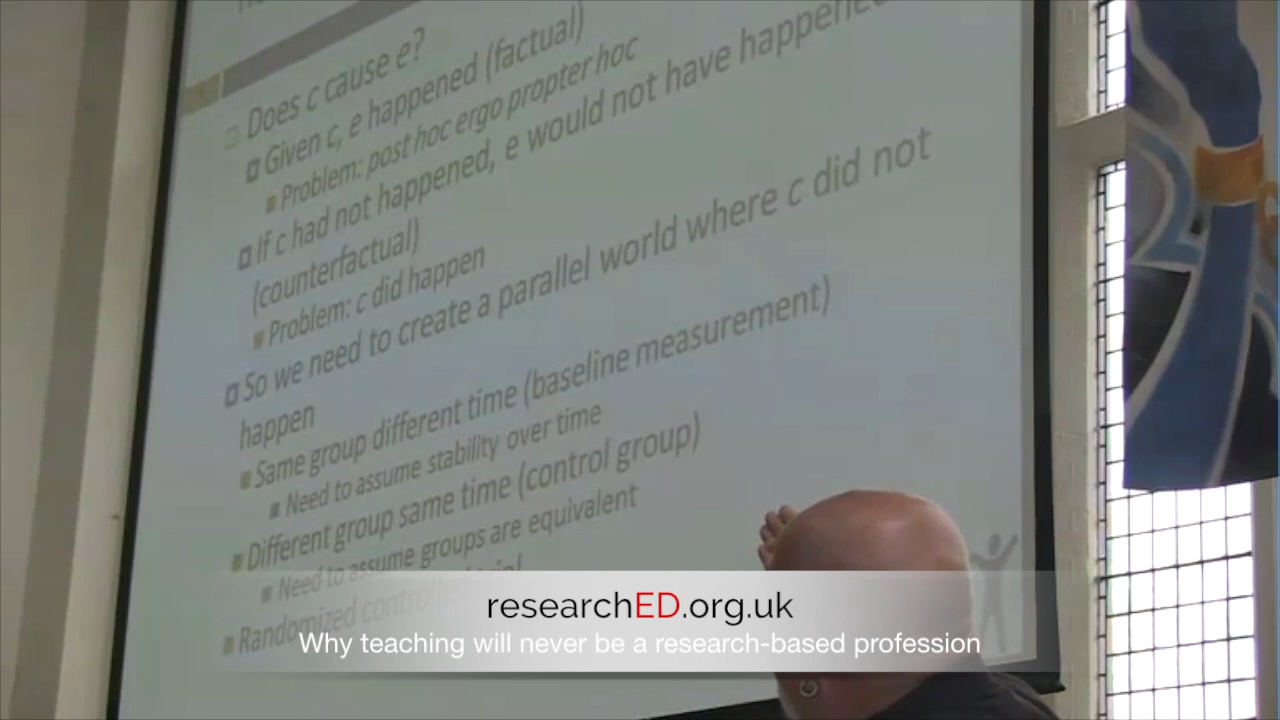 Does c cause e?
Given c, e happened (factual)
Problem: post hoc ergo propter hoc
If c had not happened, e would not have happened
(counterfactual)
Problem: c did happen
So we need to create a parallel world where c did not
happen
Same group different time (baseline measurement)
Need to assume stability over time
Different group same time (control group)
Need to assume groups are equivalent
Randomized controlled trial
researchED.org.uk
Why teaching will never be a research-based profession